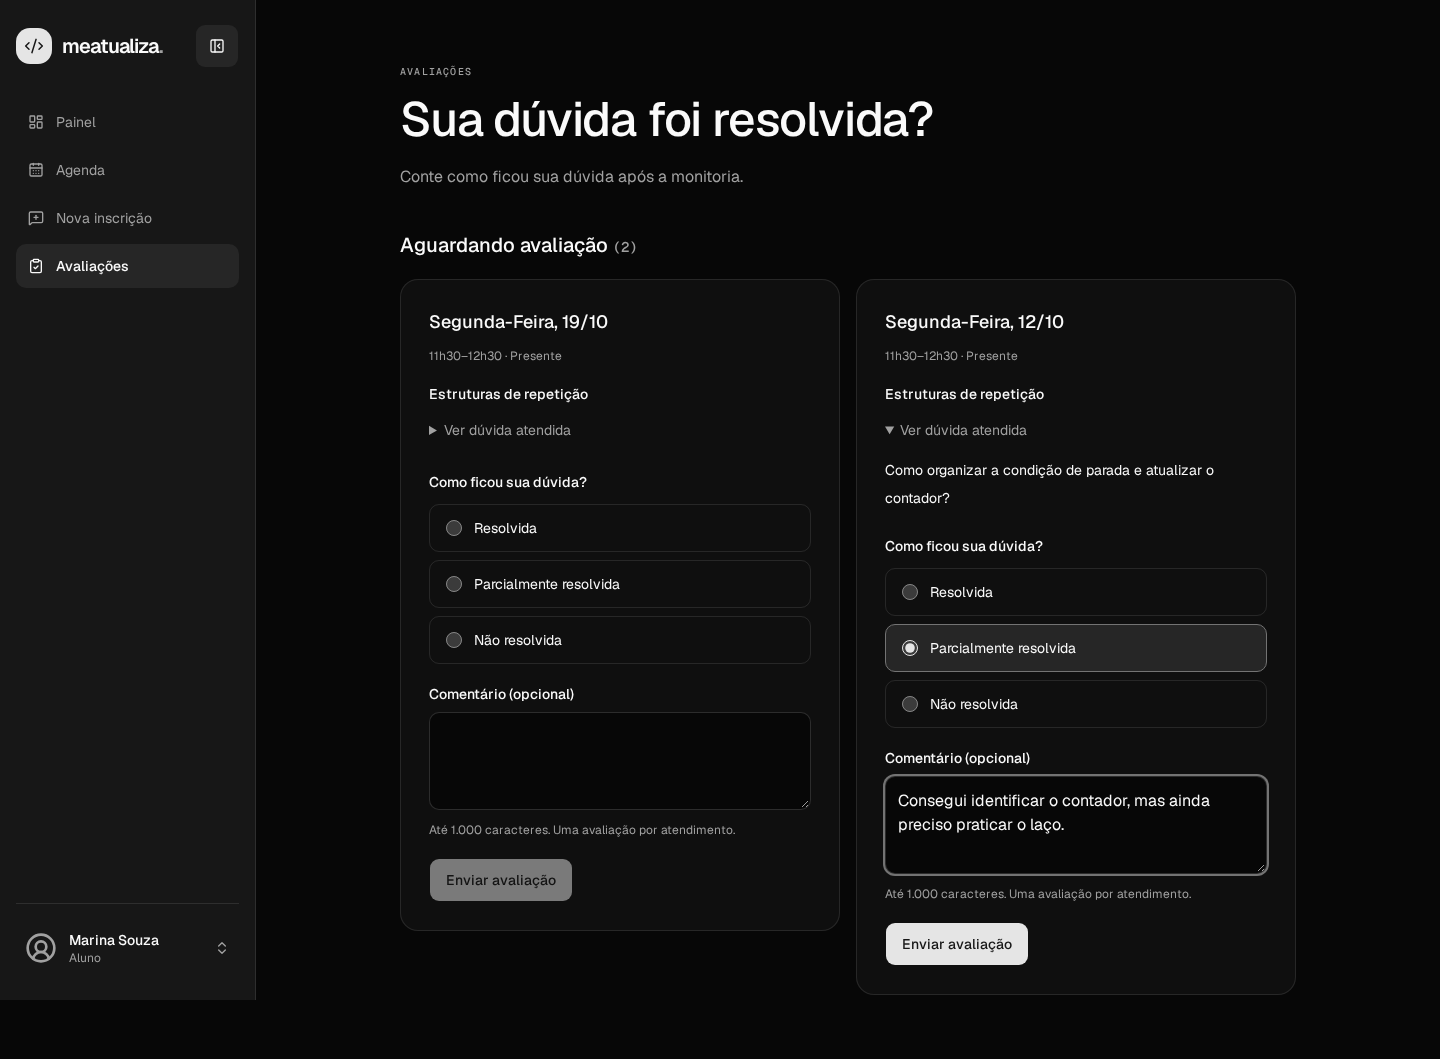 meatualiza.
Painel
Agenda
Nova inscrição
Avaliações
Marina Souza
Aluno
AVALIAÇÕES
Sua dúvida foi resolvida?
Conte como ficou sua dúvida após a monitoria.
Aguardando avaliação (2)
Segunda-Feira, 19/10
11h30–12h30 · Presente
Estruturas de repetição
Ver dúvida atendida
Como ficou sua dúvida?
Resolvida
Parcialmente resolvida
Não resolvida
Comentário (opcional)
Até 1.000 caracteres. Uma avaliação por atendimento.
Enviar avaliação
Segunda-Feira, 12/10
11h30–12h30 · Presente
Estruturas de repetição
Ver dúvida atendida
Como organizar a condição de parada e atualizar o
contador?
Como ficou sua dúvida?
Resolvida
Parcialmente resolvida
Não resolvida
Comentário (opcional)
Consegui identificar o contador, mas ainda
preciso praticar o laço.
Até 1.000 caracteres. Uma avaliação por atendimento.
Enviar avaliação